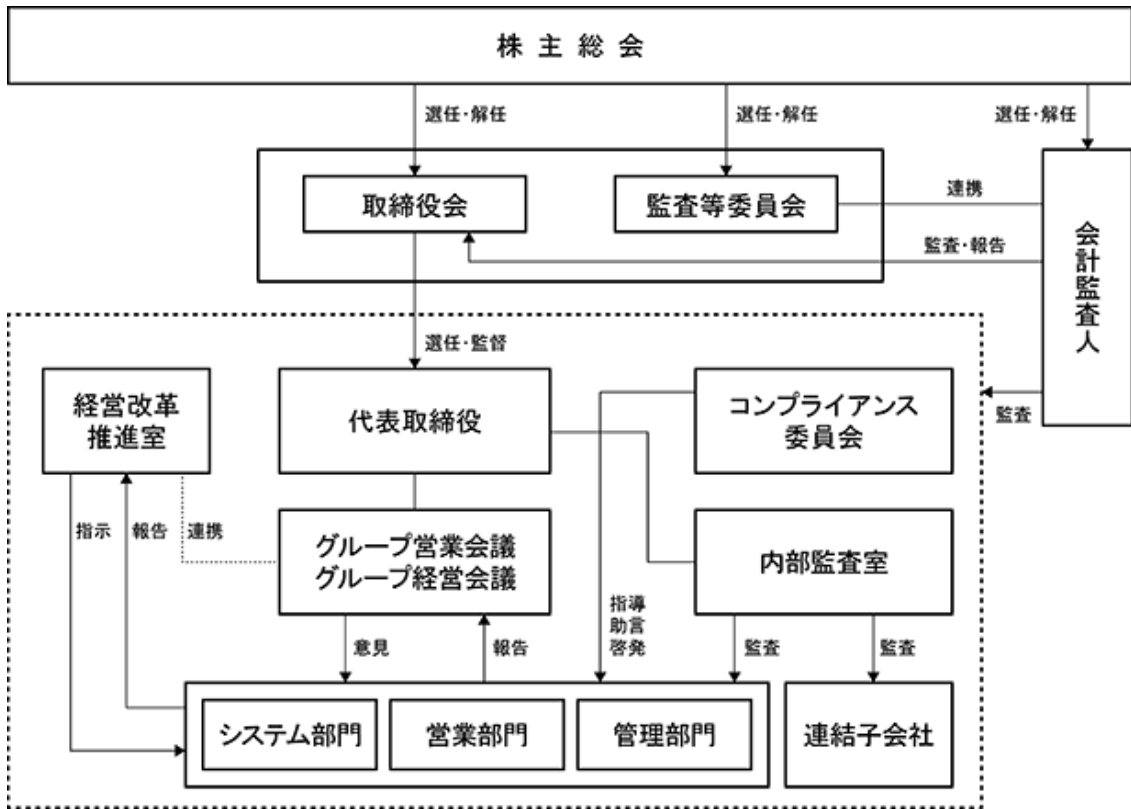 株主総会
選任・解任
選任・解任
選任・解任
取締役会
監査等委員会
連携
監査・報告
会計監査人
選任・監督
経営改革
推進室
代表取締役
コンプライアンス
委員会
監査
指示
報告
連携
グループ営業会議
グループ経営会議
内部監査室
意見
報告
指導
助言
啓発
監査
監査
システム部門
営業部門
管理部門
連結子会社